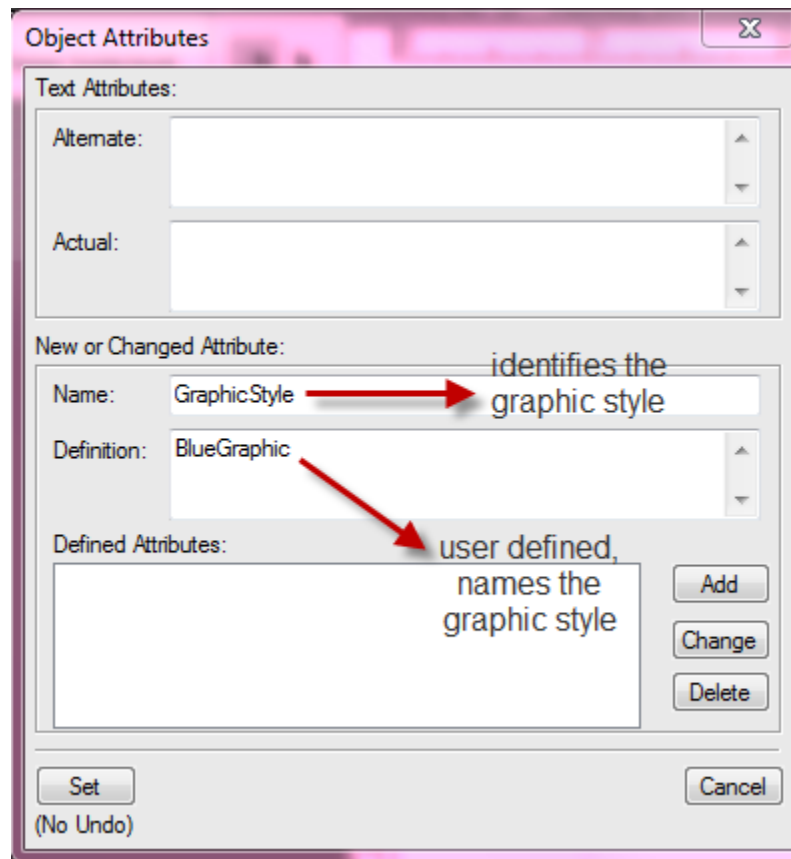 Object Attributes
Text Attributes:
Alternate:
Actual:
New or Changed Attribute:
identifies the
graphic style
Name: GraphicStyle
Definition: BlueGraphic
Defined Attributes:
user defined,
names the
graphic style
Add
Change
Delete
Set
Cancel
(No Undo)